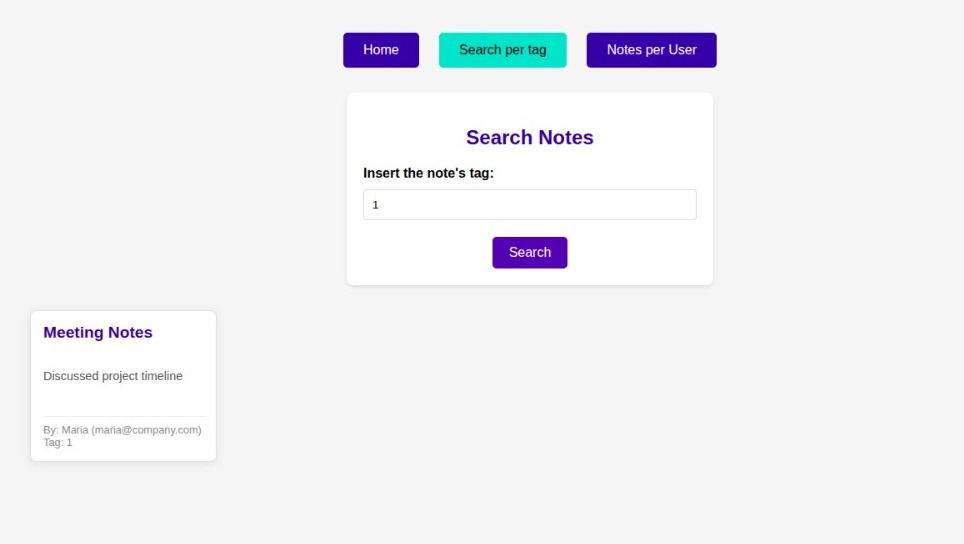 Home
Search per tag
Notes per User
Search Notes
Insert the note's tag:
1
Search
Meeting Notes
Discussed project timeline
By: Maria (maria@company.com)
Tag: 1